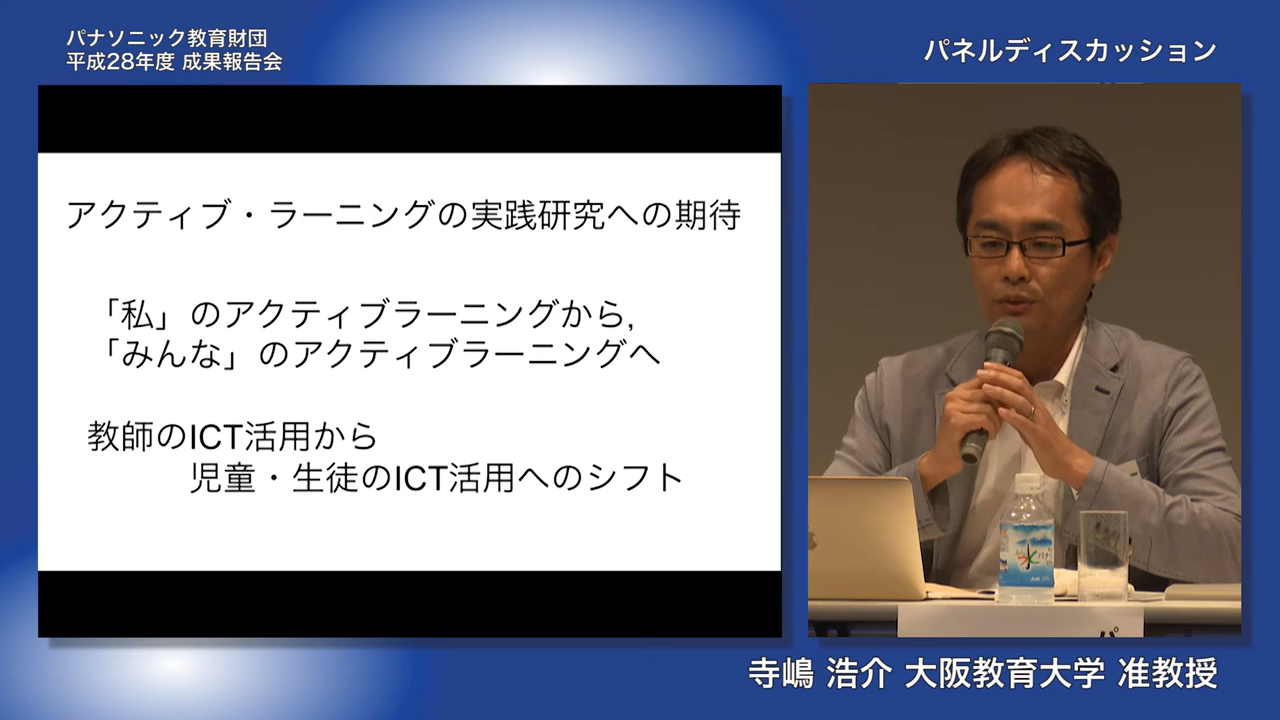 パナソニック教育財団
平成28年度 成果報告会
パネルディスカッション
アクティブ・ラーニングの実践研究への期待
「私」のアクティブラーニングから,
「みんな」のアクティブラーニングへ
教師のICT活用から
児童・生徒のICT活用へのシフト
水
パ
寺嶋 浩介 大阪教育大学 准教授